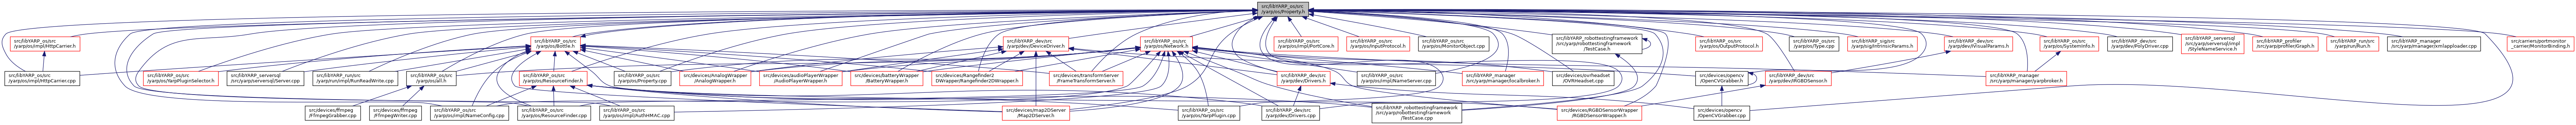 src/libYARP_os/src
/yarp/os/Property.h
src/libYARP_os/src
/yarp/os/impl/HttpCarrier.h
src/libYARP_os/src
/yarp/os/Bottle.h
src/libYARP_dev/src
/yarp/dev/DeviceDriver.h
src/libYARP_os/src
/yarp/os/Network.h
src/libYARP_os/src
/yarp/os/impl/PortCore.h
src/libYARP_os/src
/yarp/os/InputProtocol.h
src/libYARP_os/src
/yarp/os/MonitorObject.cpp
src/libYARP_robottestingframework
/src/yarp/robottestingframework
/TestCase.h
src/libYARP_os/src
/yarp/os/OutputProtocol.h
src/libYARP_os/src
/yarp/os/Type.cpp
src/libYARP_sig/src
/yarp/sig/IntrinsicParams.h
src/libYARP_dev/src
/yarp/dev/IVisualParams.h
src/libYARP_os/src
/yarp/os/SystemInfo.h
src/libYARP_dev/src
/yarp/dev/PolyDriver.cpp
src/libYARP_serversql
/src/yarp/serversql/impl
/StyleNameService.h
src/libYARP_profiler
/src/yarp/profiler/Graph.h
src/libYARP_run/src
/yarp/run/Run.h
src/libYARP_manager
/src/yarp/manager/xmlapploader.cpp
src/carriers/portmonitor
_carrier/MonitorBinding.h
src/libYARP_os/src
/yarp/os/impl/HttpCarrier.cpp
src/libYARP_os/src
/yarp/os/YarpPluginSelector.h
src/libYARP_serversql
/src/yarp/serversql/Server.cpp
src/libYARP_run/src
/yarp/run/impl/RunReadWrite.cpp
src/libYARP_os/src
/yarp/os/all.h
src/libYARP_os/src
/yarp/os/ResourceFinder.h
src/libYARP_os/src
/yarp/os/Property.cpp
src/devices/AnalogWrapper
/AnalogWrapper.h
src/devices/audioPlayerWrapper
/AudioPlayerWrapper.h
src/devices/batteryWrapper
/BatteryWrapper.h
src/devices/Rangefinder2
DWrapper/Rangefinder2DWrapper.h
src/devices/transformServer
/FrameTransformServer.h
src/libYARP_dev/src
/yarp/dev/Drivers.h
src/libYARP_os/src
/yarp/os/impl/NameServer.cpp
src/libYARP_manager
/src/yarp/manager/localbroker.h
src/devices/ovrheadset
/OVRHeadset.cpp
src/devices/opencv
/OpenCVGrabber.h
src/libYARP_dev/src
/yarp/dev/IRGBDSensor.h
src/libYARP_manager
/src/yarp/manager/yarpbroker.h
src/devices/ffmpeg
/FfmpegGrabber.cpp
src/devices/ffmpeg
/FfmpegWriter.cpp
src/libYARP_os/src
/yarp/os/impl/NameConfig.cpp
src/libYARP_os/src
/yarp/os/ResourceFinder.cpp
src/libYARP_os/src
/yarp/os/impl/AuthHMAC.cpp
src/devices/map2DServer
/Map2DServer.h
src/libYARP_os/src
/yarp/os/YarpPlugin.cpp
src/libYARP_dev/src
/yarp/dev/Drivers.cpp
src/libYARP_robottestingframework
/src/yarp/robottestingframework
/TestCase.cpp
src/devices/RGBDSensorWrapper
/RGBDSensorWrapper.h
src/devices/opencv
/OpenCVGrabber.cpp